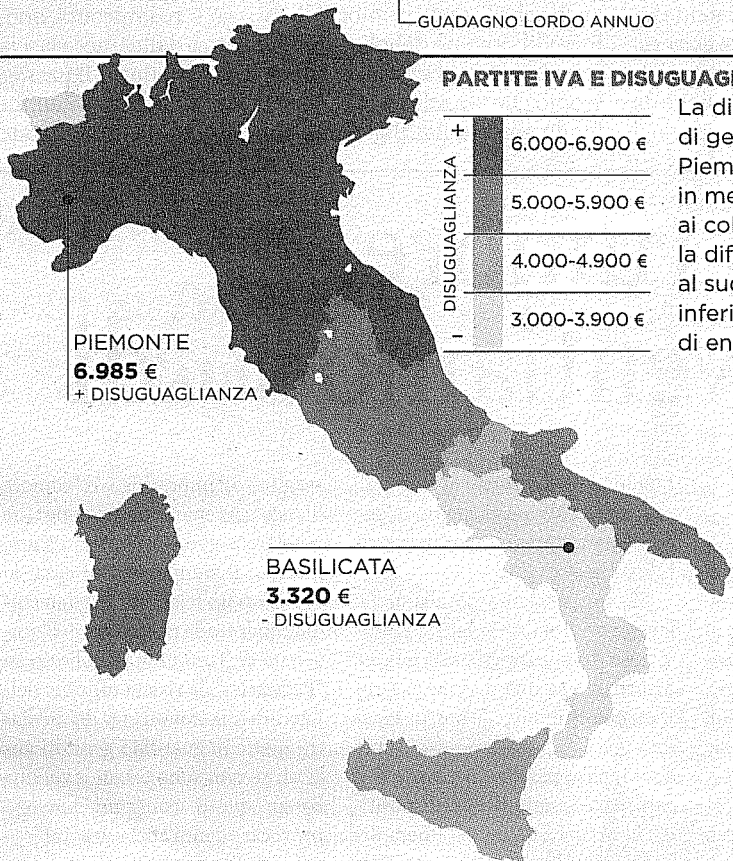 GUADAGNO LORDO ANNUO
PARTITE IVA E DISUGUAGL
La di
di ge
Piem
in me
ai col
la dif
al sud
inferi
di en
DISUGUAGLIANZA
+
6.000-6.900 €
5.000-5.900 €
4.000-4.900 €
3.000-3.900 €
-
PIEMONTE
6.985 €
+ DISUGUAGLIANZA
BASILICATA
3.320 €
- DISUGUAGLIANZA